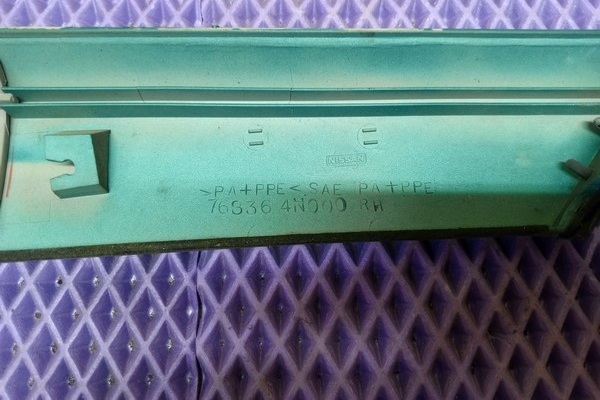 NISSAN
>PA+PPE< SAE PA+PPE
76836 4N000 RH